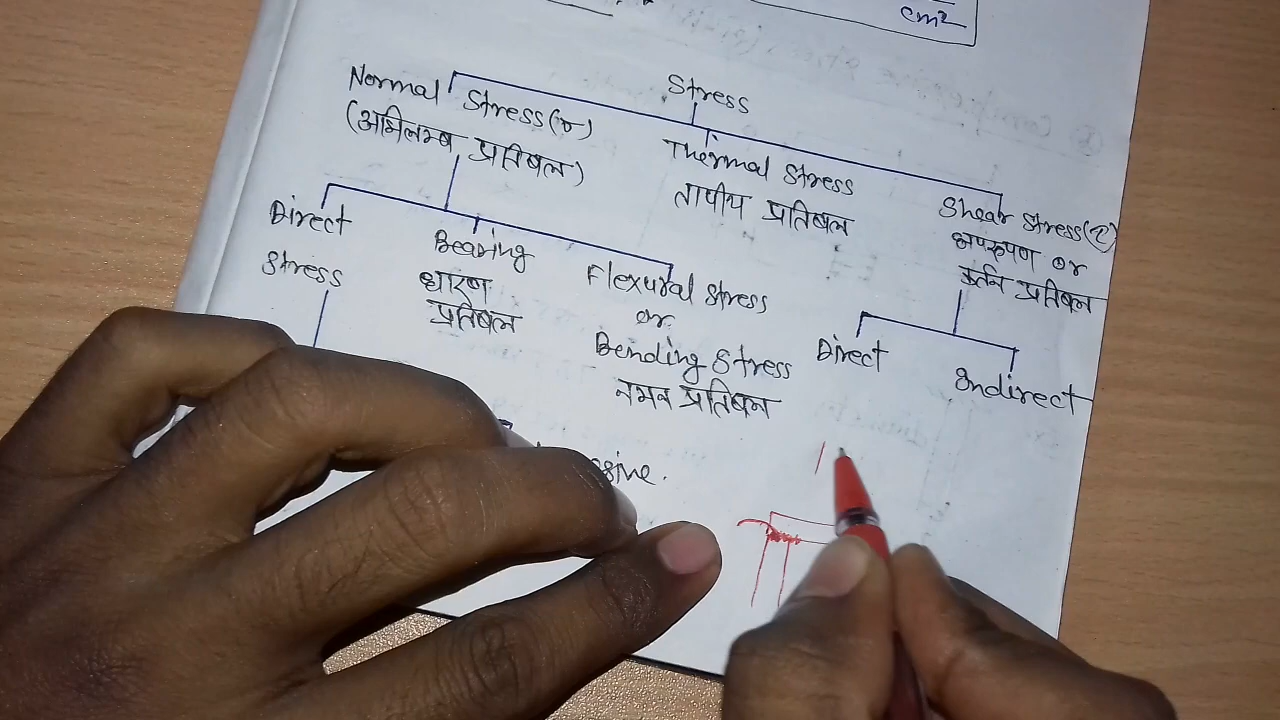 cm²
Stress
Normal Stress(σ)
(अभिलम्ब प्रतिबल)
Thermal Stress
तापीय प्रतिबल
Shear Stress(τ)
अपरूपण or
कर्तन प्रतिबल
Direct
Stress
Bearing
धारण
प्रतिबल
Flexural Stress
or
Bending Stress
नमन प्रतिबल
Direct
Indirect
ssive.